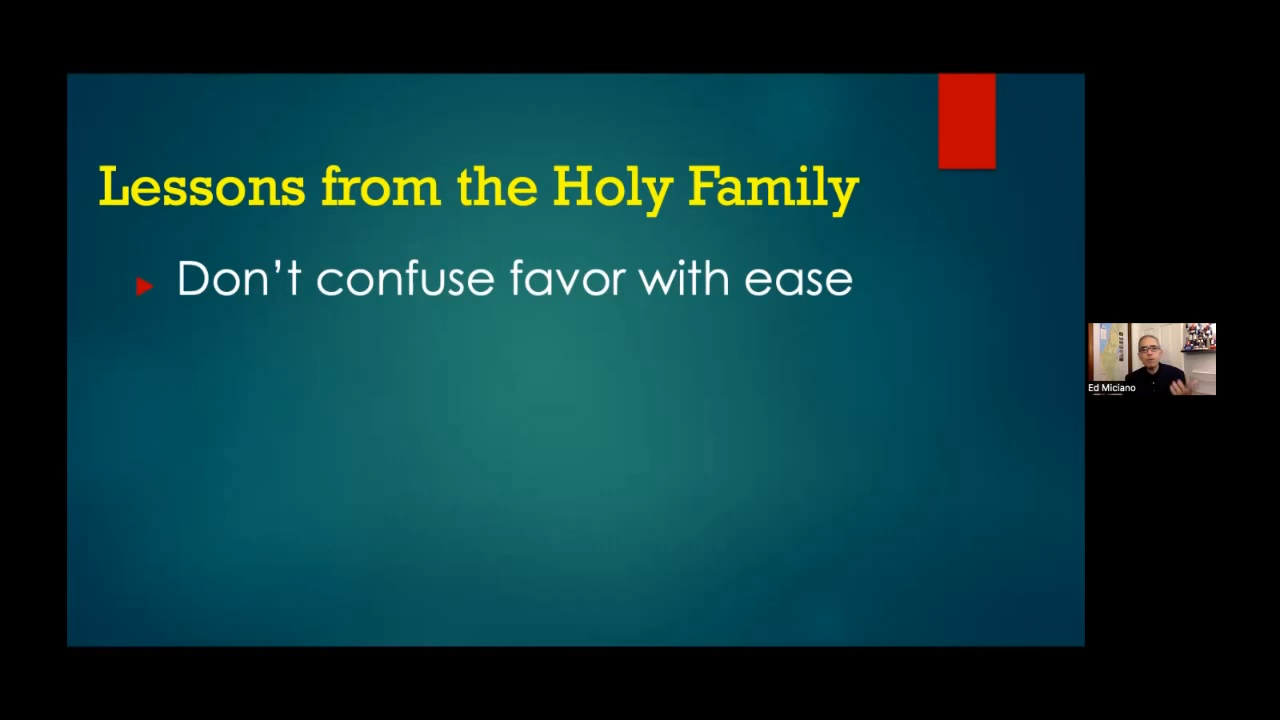 Lessons from the Holy Family
Don’t confuse favor with ease
Ed Miciano